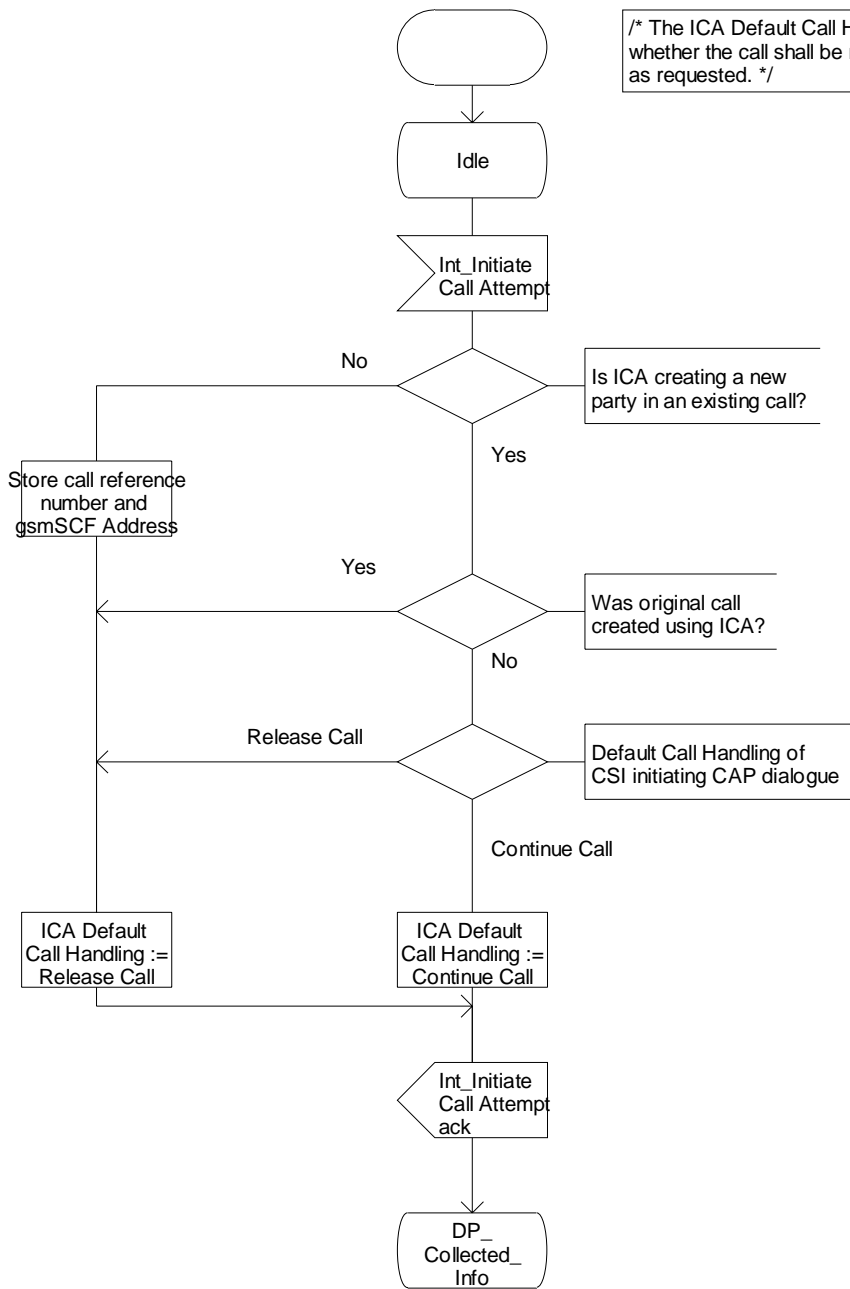 /* The ICA Default Call
whether the call shall be
as requested. */
Idle
Int_Initiate
Call Attempt
No
Is ICA creating a new
party in an existing call?
Yes
Store call reference
number and
gsmSCF Address
Yes
Was original call
created using ICA?
No
Release Call
Default Call Handling of
CSI initiating CAP dialogue
Continue Call
ICA Default
Call Handling :=
Release Call
ICA Default
Call Handling :=
Continue Call
Int_Initiate
Call Attempt
ack
DP_
Collected_
Info